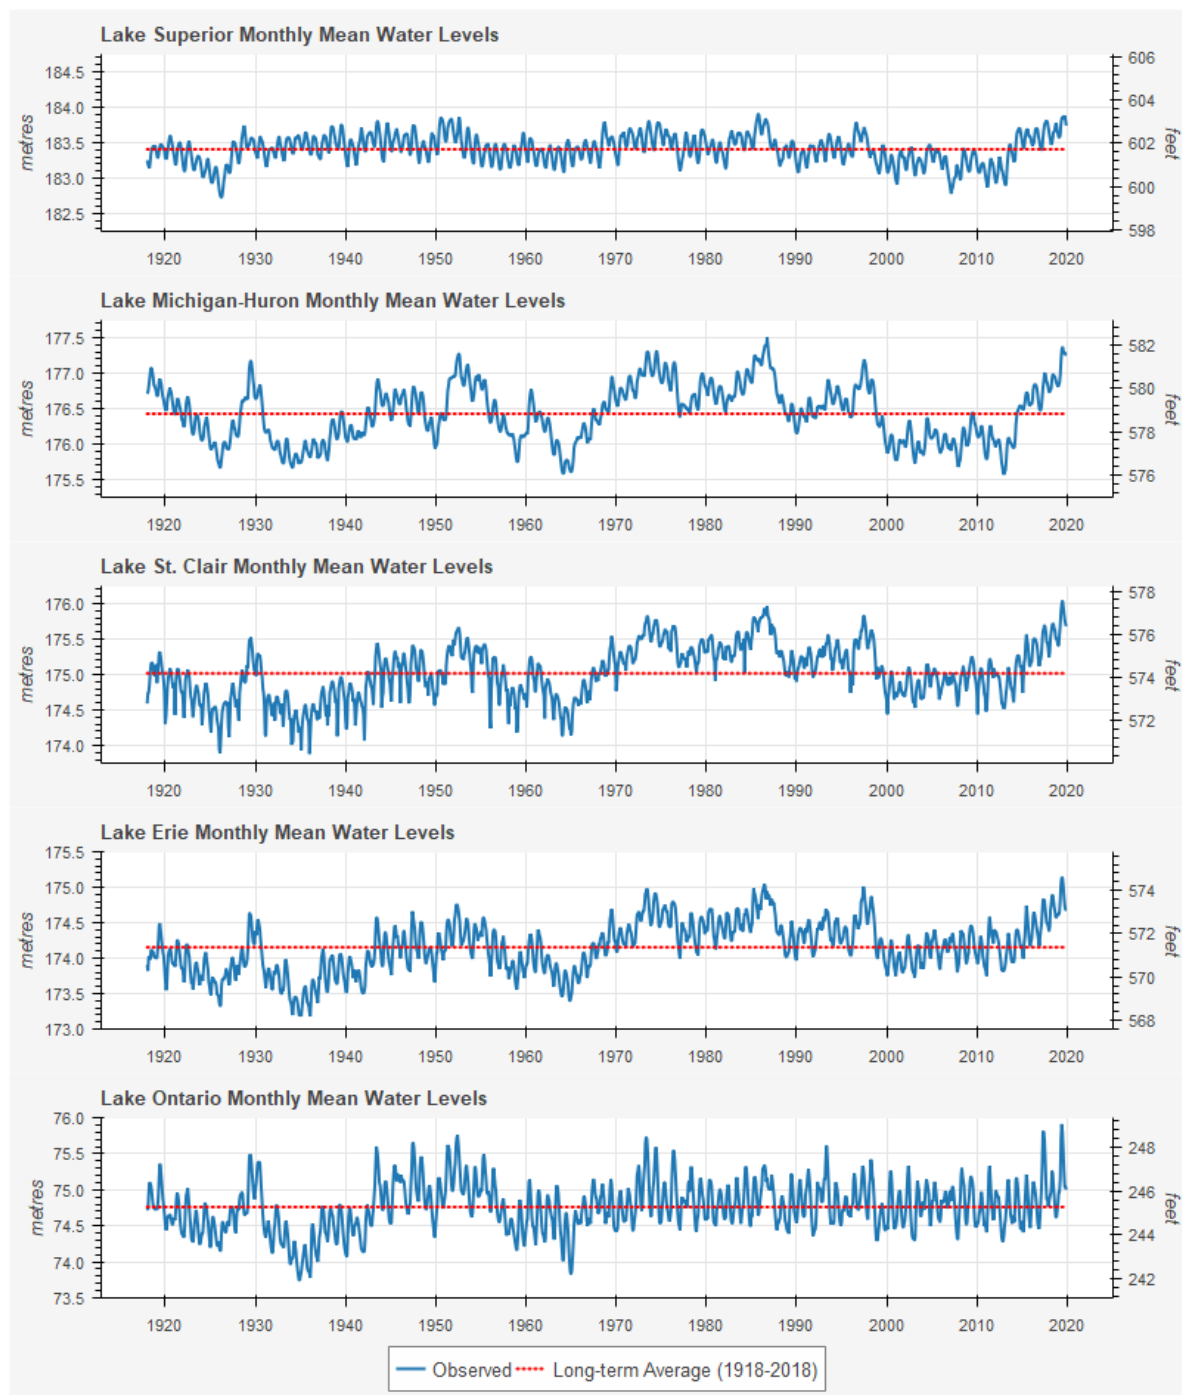 Lake Superior Monthly Mean Water Levels
184.5
184.0
183.5
183.0
182.5
metres
606
604
602
600
598
feet
1920 1930 1940 1950 1960 1970 1980 1990 2000 2010 2020
Lake Michigan-Huron Monthly Mean Water Levels
177.5
177.0
176.5
176.0
175.5
metres
582
580
578
576
feet
1920 1930 1940 1950 1960 1970 1980 1990 2000 2010 2020
Lake St. Clair Monthly Mean Water Levels
176.0
175.5
175.0
174.5
174.0
metres
578
576
574
572
feet
1920 1930 1940 1950 1960 1970 1980 1990 2000 2010 2020
Lake Erie Monthly Mean Water Levels
175.5
175.0
174.5
174.0
173.5
173.0
metres
574
572
570
568
feet
1920 1930 1940 1950 1960 1970 1980 1990 2000 2010 2020
Lake Ontario Monthly Mean Water Levels
76.0
75.5
75.0
74.5
74.0
73.5
metres
248
246
244
242
feet
1920 1930 1940 1950 1960 1970 1980 1990 2000 2010 2020
Observed Long-term Average (1918-2018)